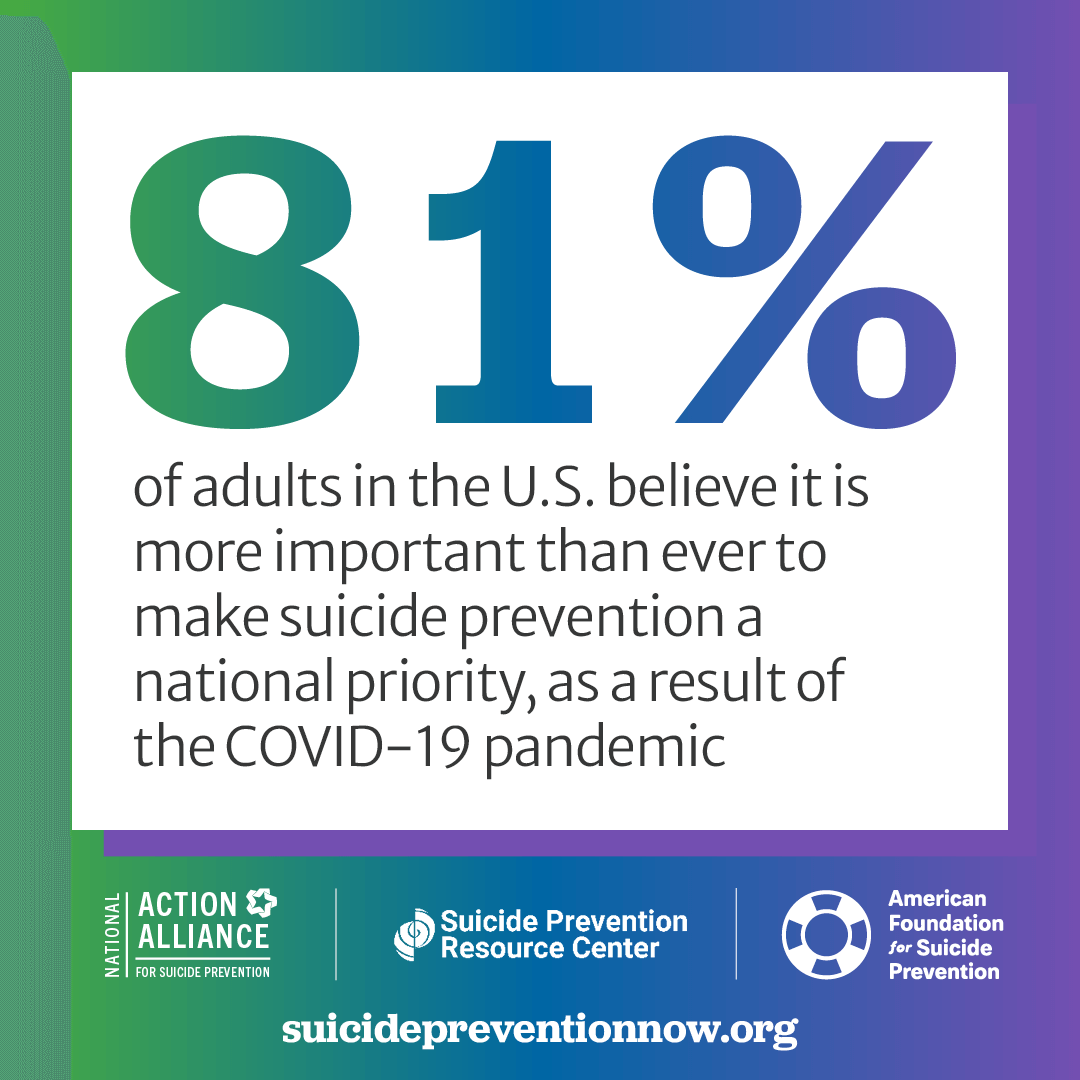 81%
of adults in the U.S. believe it is
more important than ever to
make suicide prevention a
national priority, as a result of
the COVID-19 pandemic
NATIONAL
ACTION
ALLIANCE
FOR SUICIDE PREVENTION
Suicide Prevention
Resource Center
American
Foundation
for Suicide
Prevention
suicidepreventionnow.org